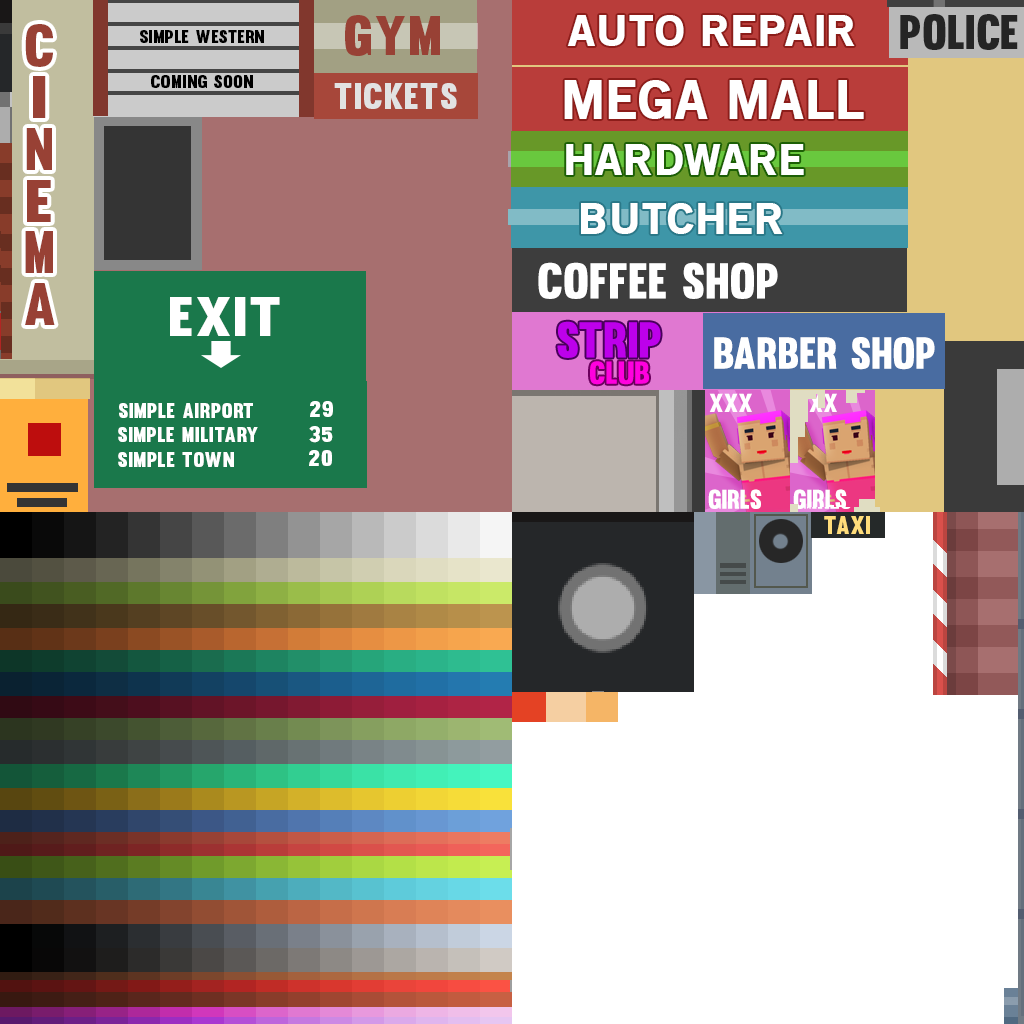 CINEMA
SIMPLE WESTERN
COMING SOON
GYM
TICKETS
EXIT
SIMPLE AIRPORT 29
SIMPLE MILITARY 35
SIMPLE TOWN 20
AUTO REPAIR
POLICE
MEGA MALL
HARDWARE
BUTCHER
COFFEE SHOP
STRIP
CLUB
BARBER SHOP
XXX
GIRLS
XX
GIRLS
TAXI